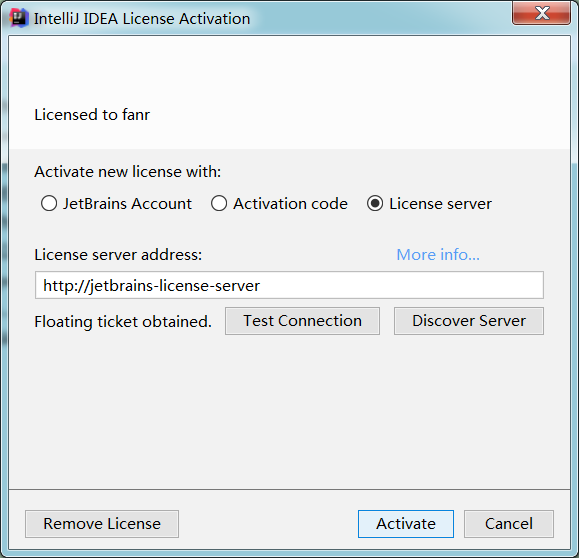 IntelliJ IDEA License Activation
Licensed to fanr
Activate new license with:
JetBrains Account Activation code License server
License server address: More info...
http://jetbrains-license-server
Floating ticket obtained. Test Connection Discover Server
Remove License Activate Cancel